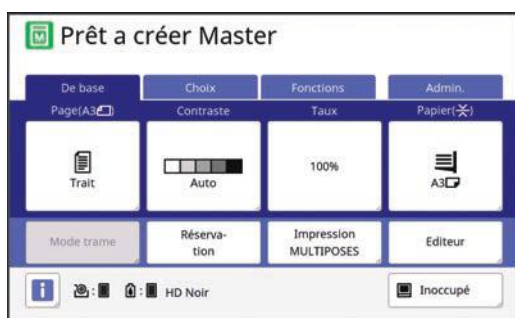 Prêt a créer Master
De base
Choix
Fonctions
Admin.
Page(A3)
Contraste
Taux
Papier()
Trait
Auto
100%
A3
Mode trame
Réserva-
tion
Impression
MULTIPOSES
Editeur
i
: : HD Noir
Inoccupé